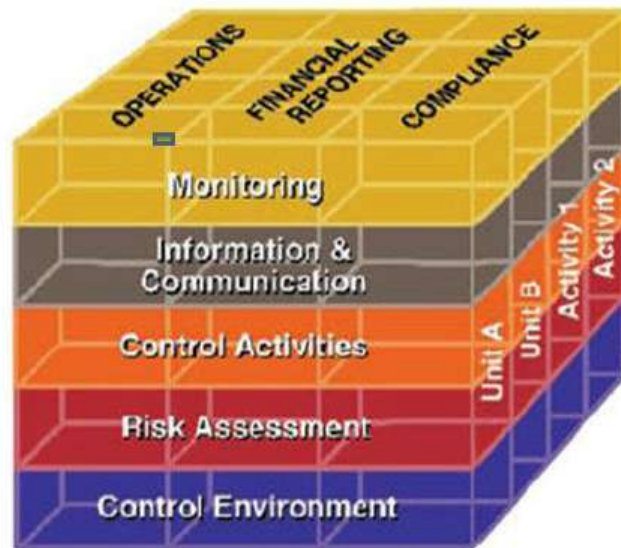 OPERATIONS
FINANCIAL
REPORTING
COMPLIANCE
Monitoring
Information &
Communication
Control Activities
Risk Assessment
Control Environment
Unit A
Unit B
Activity 1
Activity 2